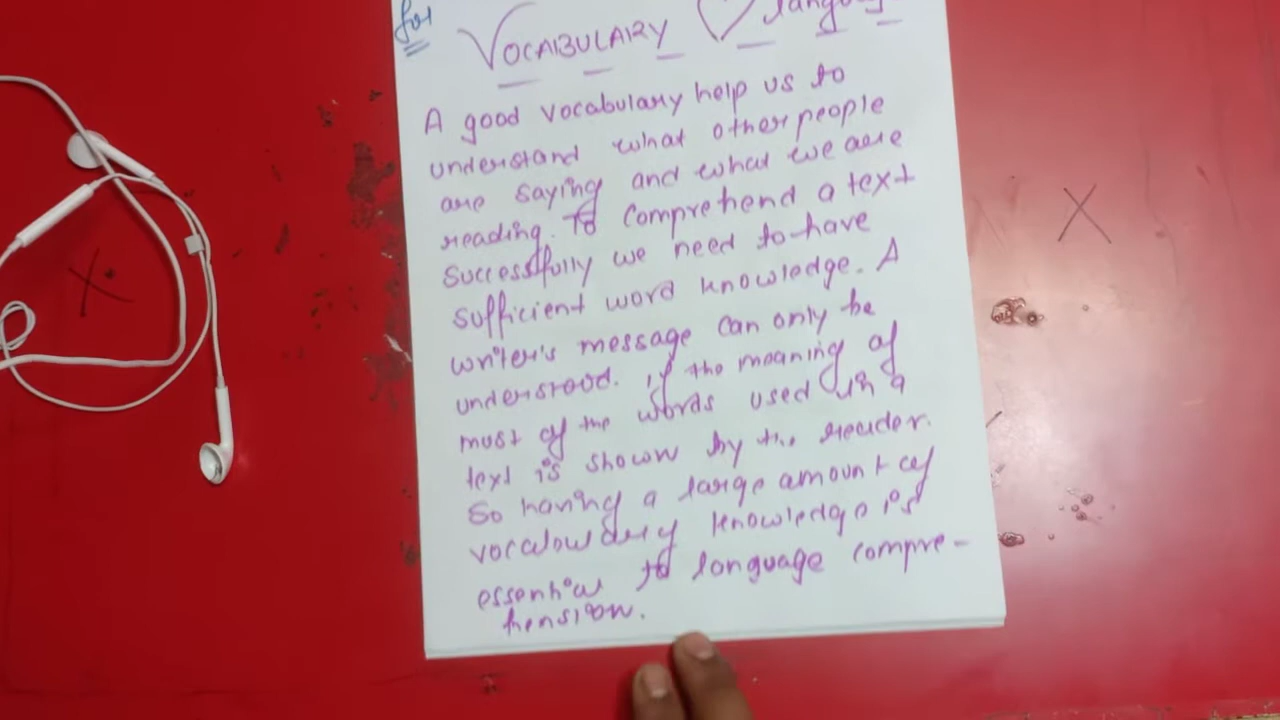 for
VOCABULARY langu
A good vocabulary help us to
understand what other people
are saying and what we are
reading. To comprehend a text
successfully we need to have
sufficient word knowledge. A
writer's message can only be
understood. if the meaning of
most of the words used in a
text is shown by the reader.
So having a large amount of
knowledge is
essential to language compre-
hension.